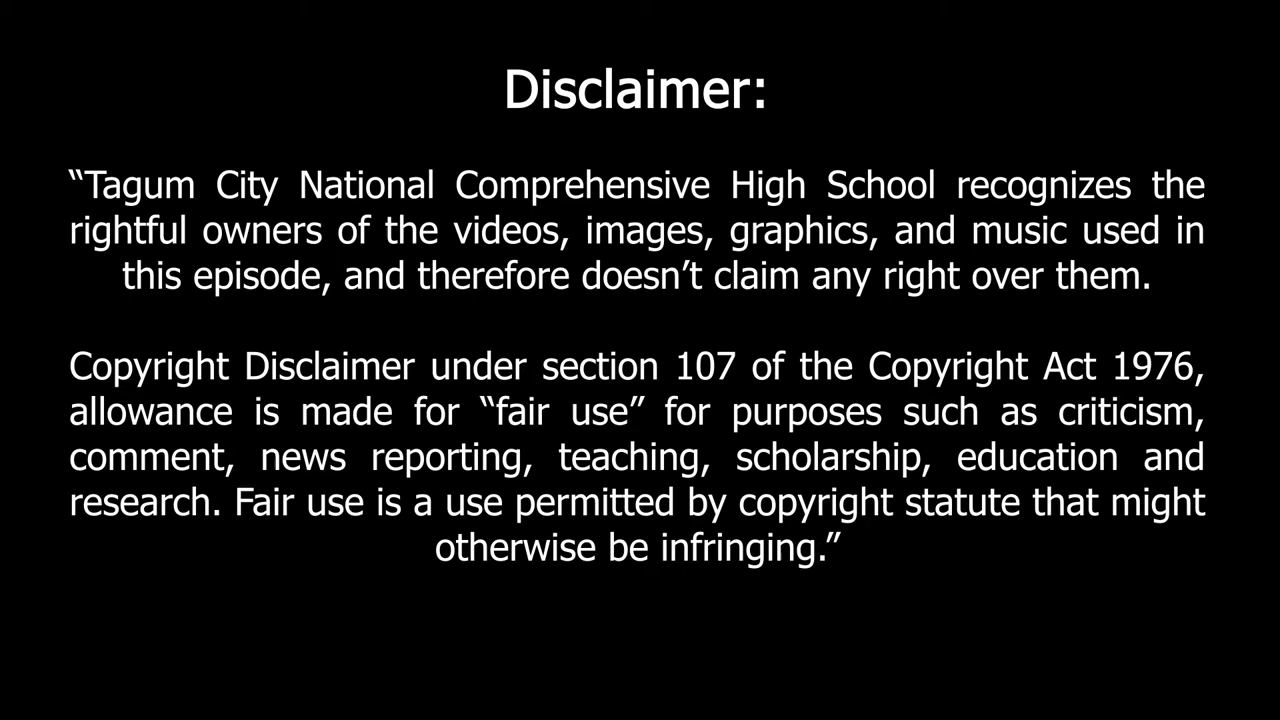 Disclaimer:
“Tagum City National Comprehensive High School recognizes the
rightful owners of the videos, images, graphics, and music used in
this episode, and therefore doesn’t claim any right over them.
Copyright Disclaimer under section 107 of the Copyright Act 1976,
allowance is made for “fair use” for purposes such as criticism,
comment, news reporting, teaching, scholarship, education and
research. Fair use is a use permitted by copyright statute that might
otherwise be infringing.”